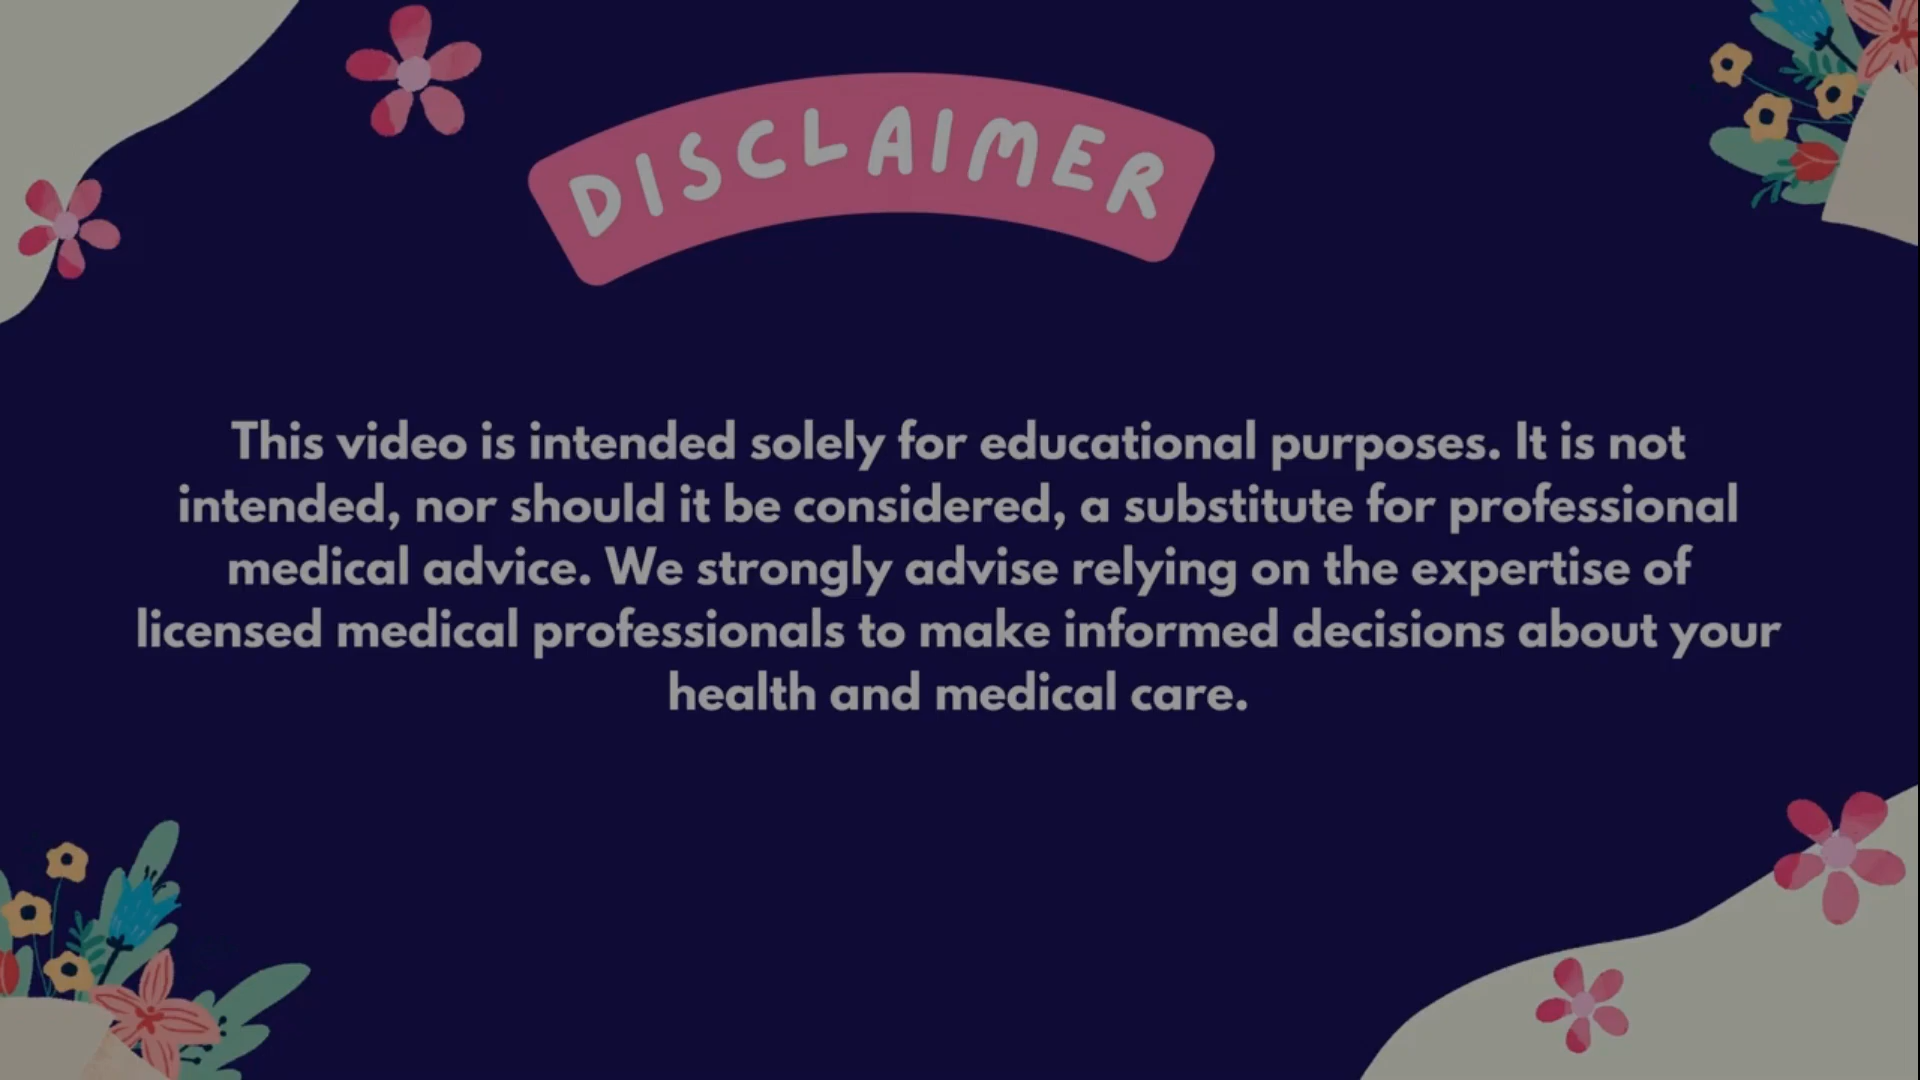 DISCLAIMER
This video is intended solely for educational purposes. It is not
intended, nor should it be considered, a substitute for professional
medical advice. We strongly advise relying on the expertise of
licensed medical professionals to make informed decisions about your
health and medical care.